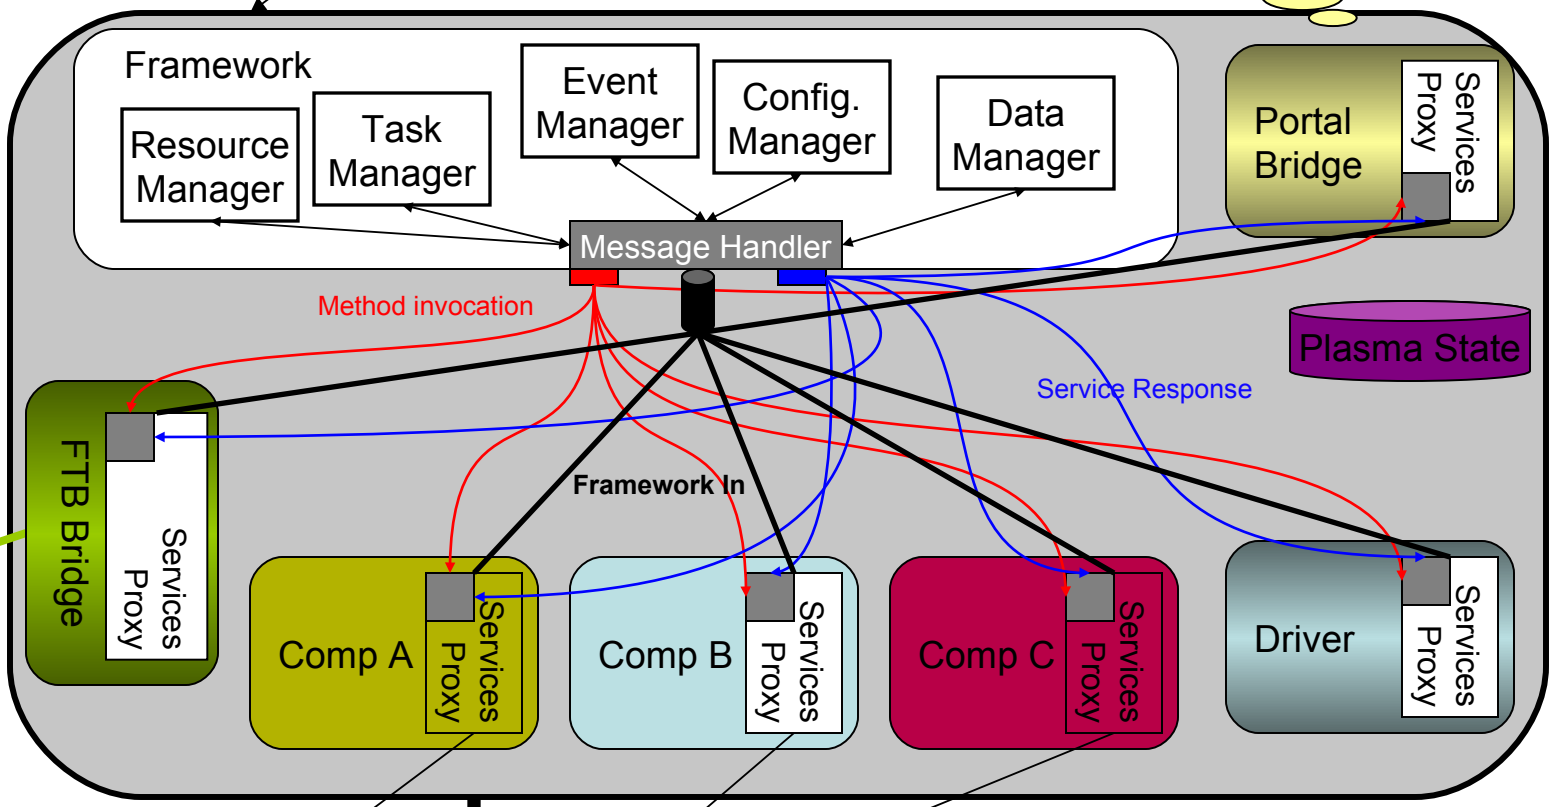 Framework
Resource
Manager
Task
Manager
Event
Manager
Config.
Manager
Data
Manager
Message Handler
Portal
Bridge
Services
Proxy
Method invocation
Plasma State
Service Response
Framework In
FTB Bridge
Services
Proxy
Comp A
Services
Proxy
Comp B
Services
Proxy
Comp C
Services
Proxy
Driver
Services
Proxy